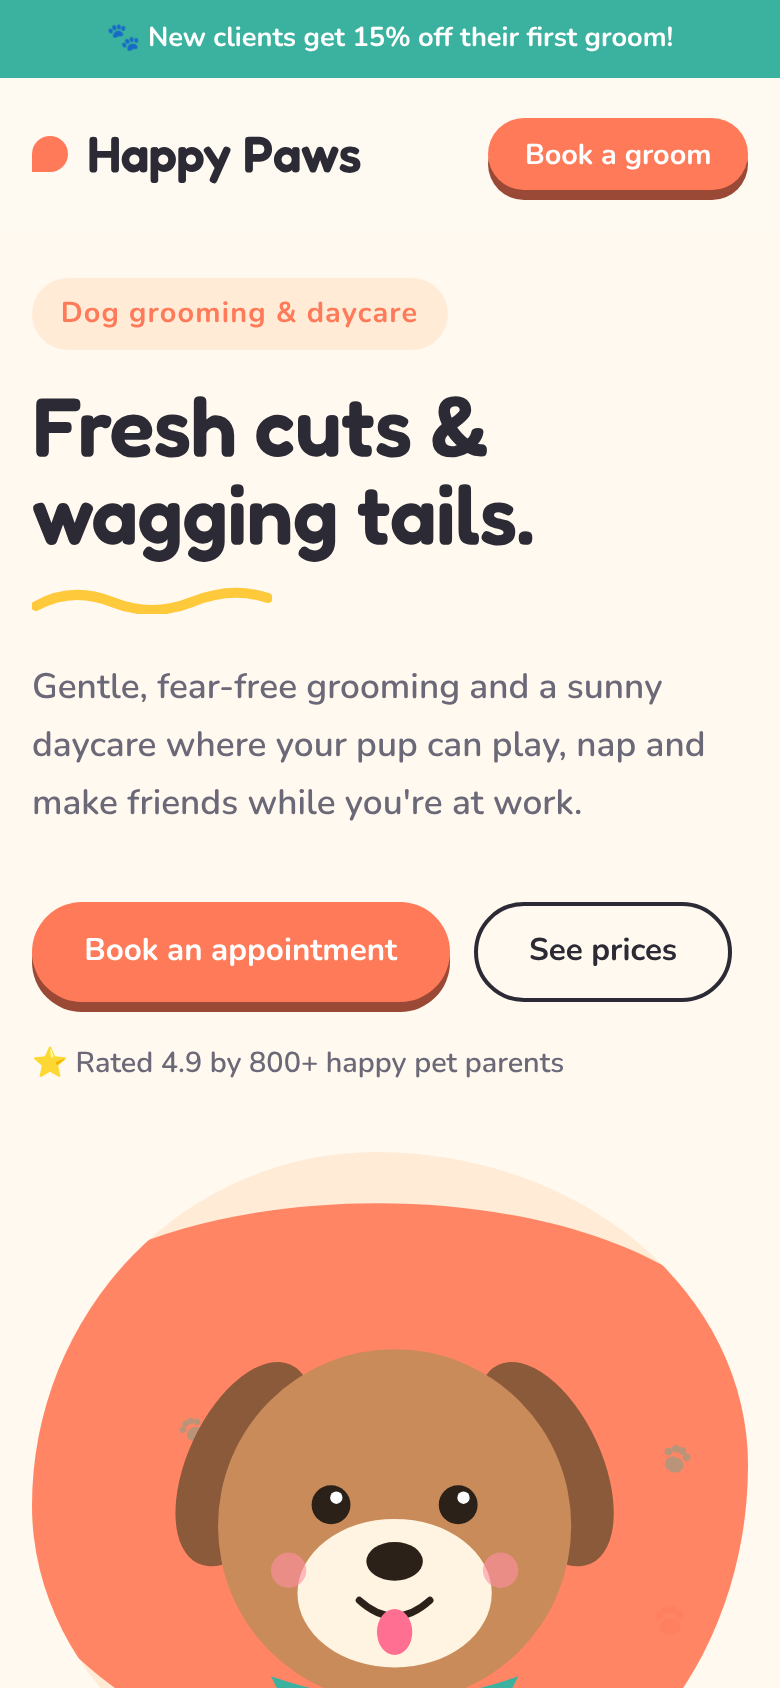 🐾 New clients get 15% off their first groom!
Happy Paws
Book a groom
Dog grooming & daycare
Fresh cuts &
wagging tails.
Gentle, fear-free grooming and a sunny
daycare where your pup can play, nap and
make friends while you're at work.
Book an appointment
See prices
⭐ Rated 4.9 by 800+ happy pet parents